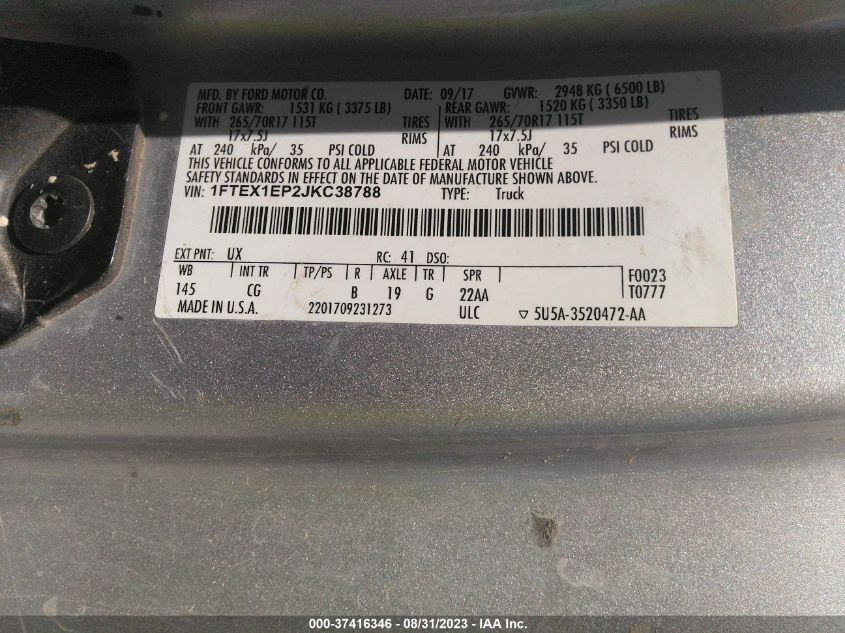 MFD. BY FORD MOTOR CO. DATE: 09/17 GVWR: 2948 KG ( 6500 LB)
FRONT GAWR: 1531 KG ( 3375 LB) REAR GAWR: 1520 KG ( 3350 LB)
WITH 265/70R17 115T TIRES WITH 265/70R17 115T TIRES
17x7.5J RIMS 17x7.5J RIMS
AT 240 kPa/ 35 PSI COLD AT 240 kPa/ 35 PSI COLD
THIS VEHICLE CONFORMS TO ALL APPLICABLE FEDERAL MOTOR VEHICLE
SAFETY STANDARDS IN EFFECT ON THE DATE OF MANUFACTURE SHOWN ABOVE.
VIN: 1FTEX1EP2JKC38788 TYPE: Truck
EXT PNT: UX RC: 41 DSO:
WB INT TR TP/PS R AXLE TR SPR F0023
145 CG B 19 G 22AA T0777
MADE IN U.S.A. 2201709231273 ULC ▽ 5U5A-3520472-AA
000-37416346 - 08/31/2023 - IAA Inc.